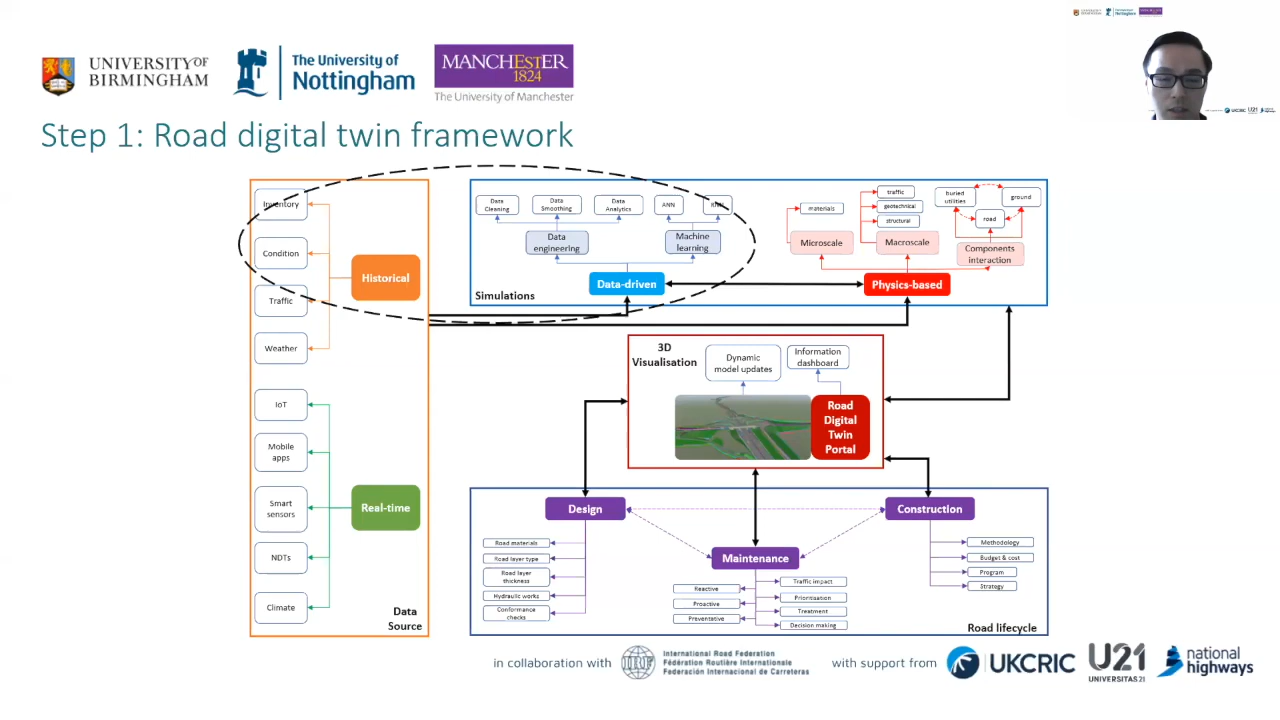 UNIVERSITY OF
BIRMINGHAM
The University of
Nottingham
MANCHESTER
1824
The University of Manchester
Step 1: Road digital twin framework
Inventory
Condition
Traffic
Weather
Historical
IoT
Mobile
apps
Smart
sensors
NDTs
Climate
Real-time
Data
Source
Data
Cleaning
Data
Smoothing
Data
Analytics
ANN
Data
engineering
Machine
learning
Data-driven
Simulations
materials
traffic
geotechnical
structural
buried
utilities
ground
road
Microscale
Macroscale
Components
interaction
Physics-based
3D
Visualisation
Dynamic
model updates
Information
dashboard
Road
Digital
Twin
Portal
Design
Construction
Maintenance
Road materials
Road layer type
Road layer
thickness
Hydraulic works
Conformance
checks
Reactive
Proactive
Preventative
Traffic impact
Prioritisation
Treatment
Decision making
Methodology
Budget & cost
Program
Strategy
Road lifecycle
in collaboration with
IRF
International Road Federation
Fédération Routière Internationale
Federación Internacional de Carreteras
with support from
UKCRIC
U21
UNIVERSITAS 21
national
highways
UKCRIC
U21